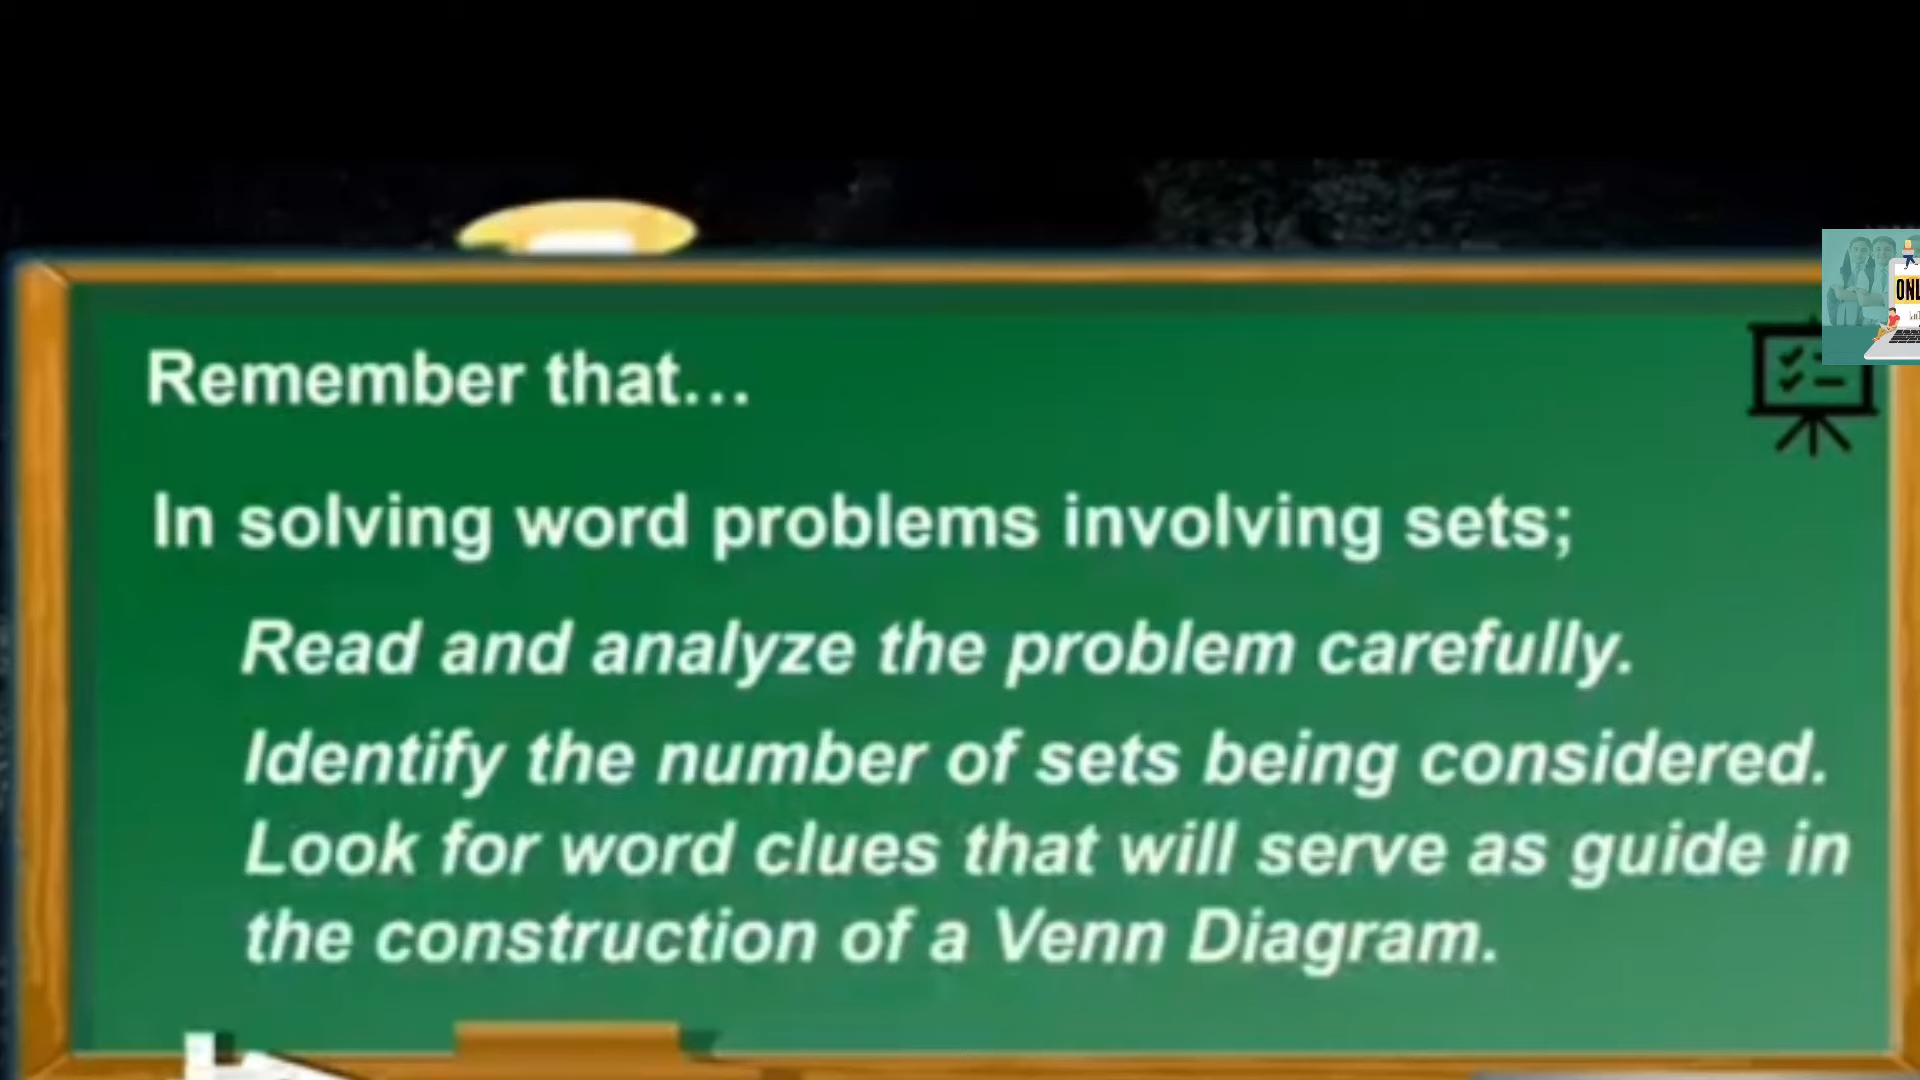 Remember that...
In solving word problems involving sets;
Read and analyze the problem carefully.
Identify the number of sets being considered.
Look for word clues that will serve as guide in
the construction of a Venn Diagram.